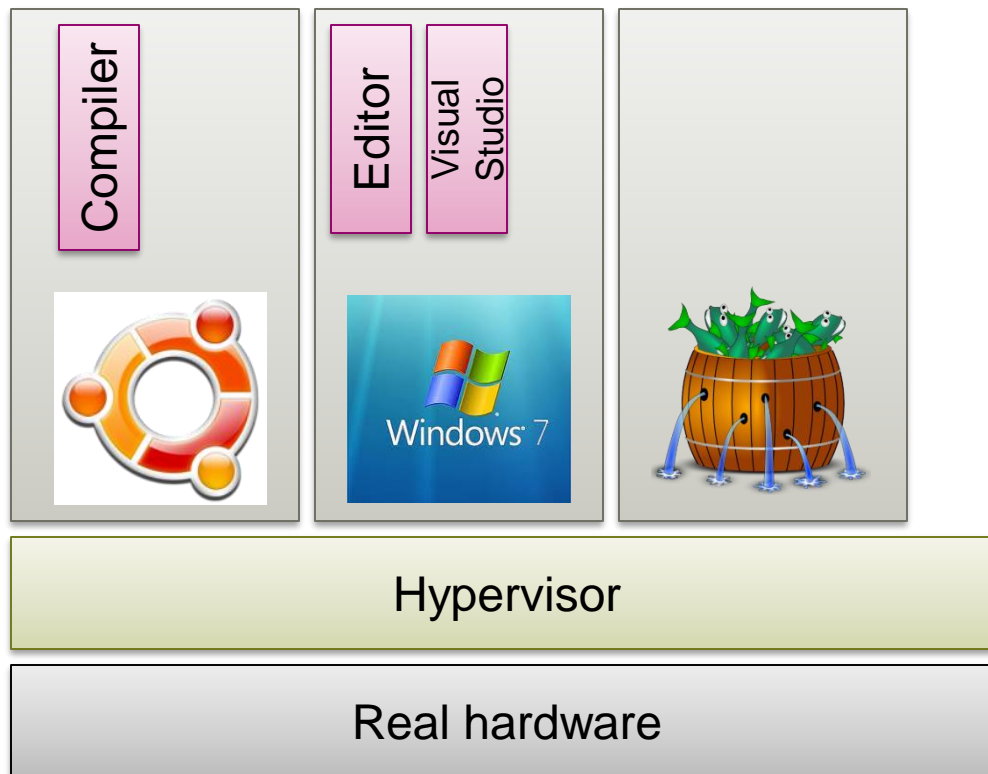 Compiler
Editor
Visual
Studio
Windows 7
Hypervisor
Real hardware